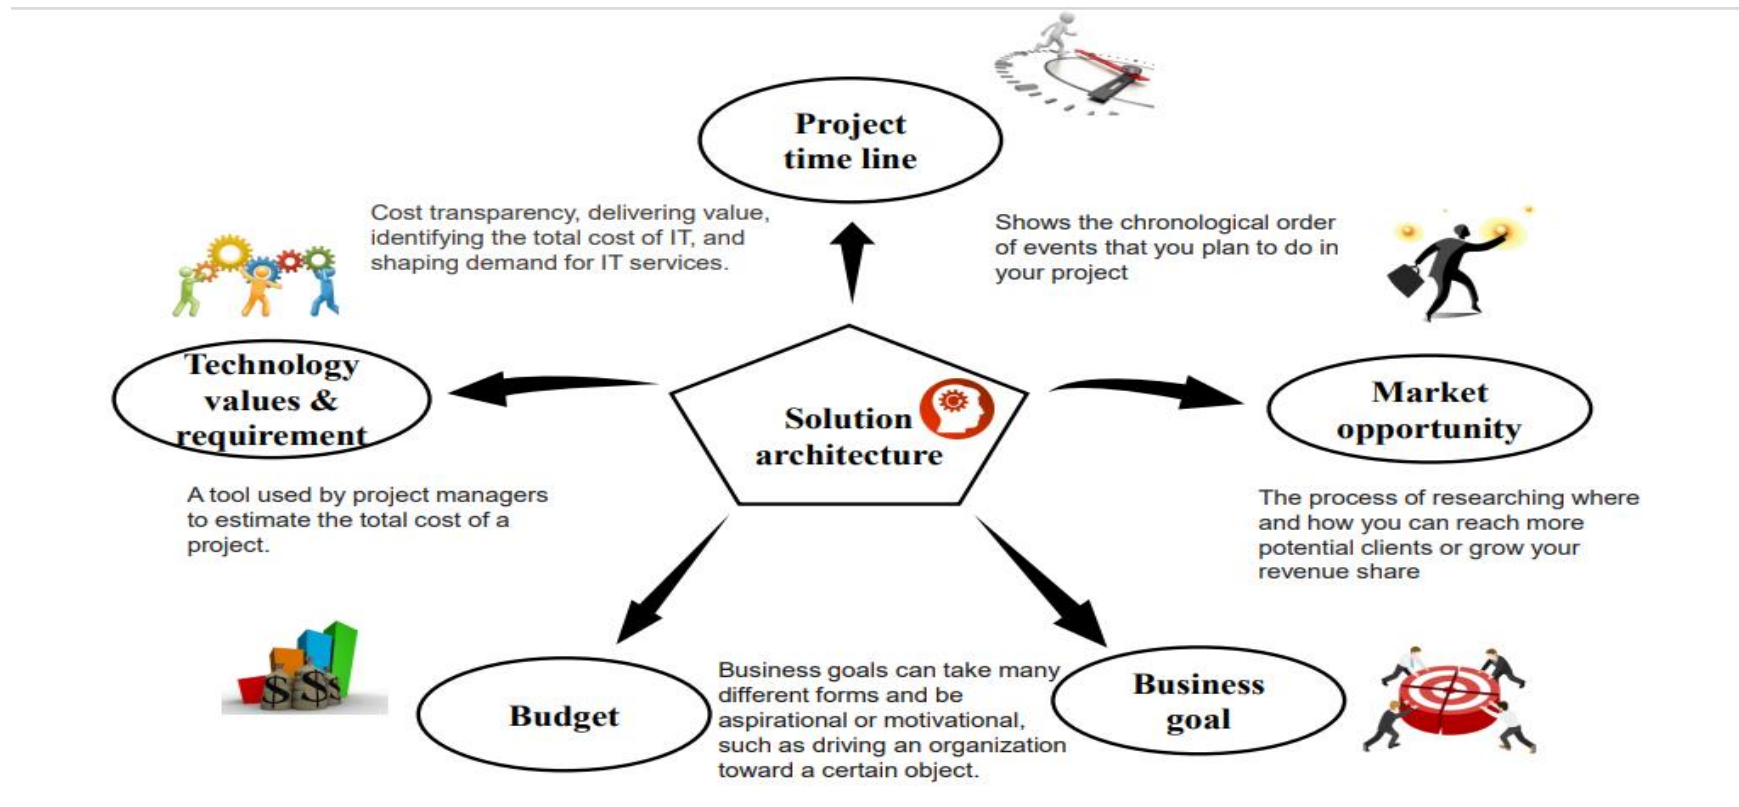 Project
time line
Cost transparency, delivering value,
identifying the total cost of IT, and
shaping demand for IT services.
Shows the chronological order
of events that you plan to do in
your project
Technology
values &
requirement
Solution
architecture
Market
opportunity
A tool used by project managers
to estimate the total cost of a
project.
The process of researching where
and how you can reach more
potential clients or grow your
revenue share
$ $ $
Budget
Business goals can take many
different forms and be
aspirational or motivational,
such as driving an organization
toward a certain object.
Business
goal